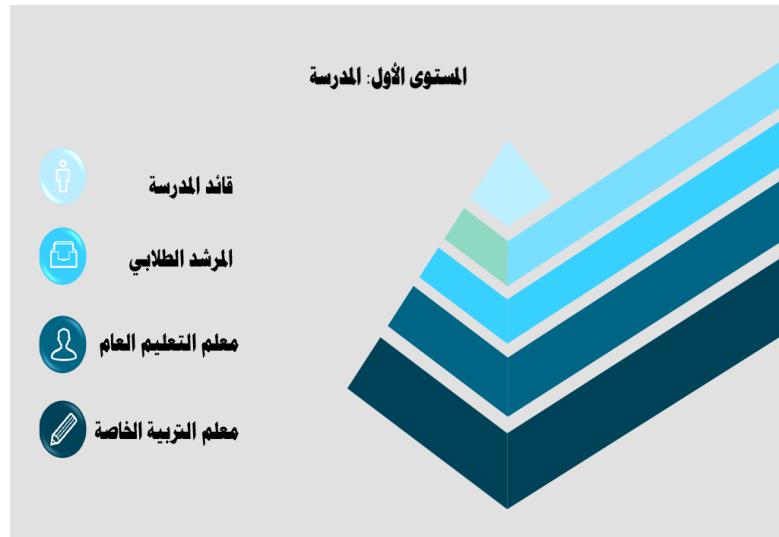 المستوى الأول: المدرسة
قائد المدرسة
المرشد الطلابي
معلم التعليم العام
معلم التربية الخاصة